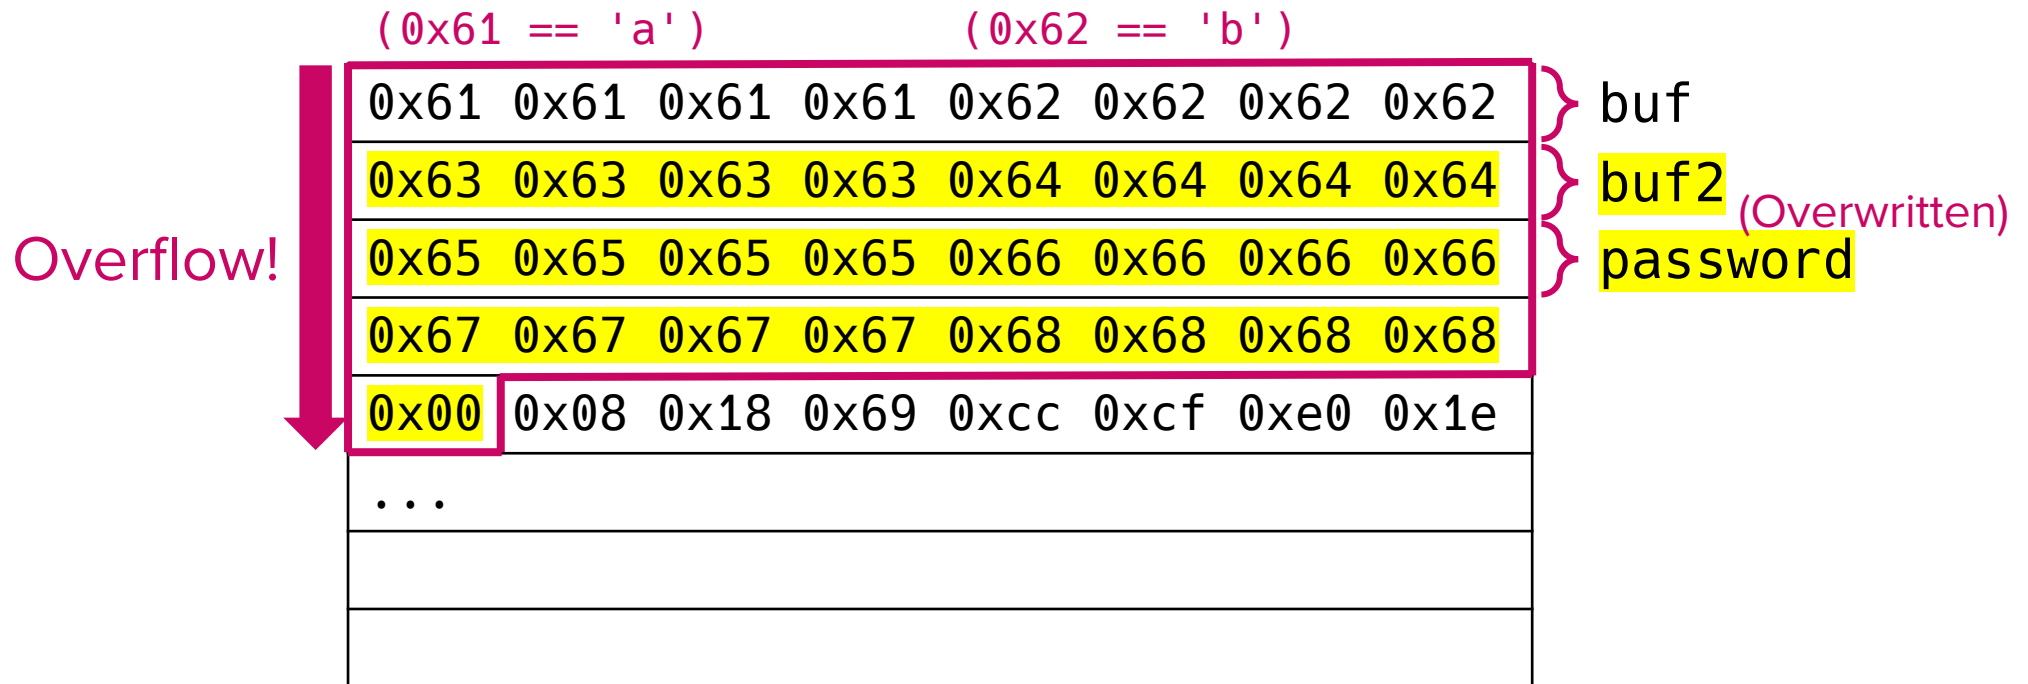 (0x61 == 'a') (0x62 == 'b')
0x61 0x61 0x61 0x61 0x62 0x62 0x62 0x62 buf
0x63 0x63 0x63 0x63 0x64 0x64 0x64 0x64 buf2
(Overwritten)
Overflow! 0x65 0x65 0x65 0x65 0x66 0x66 0x66 0x66 password
0x67 0x67 0x67 0x67 0x68 0x68 0x68 0x68
0x00 0x08 0x18 0x69 0xcc 0xcf 0xe0 0x1e
...